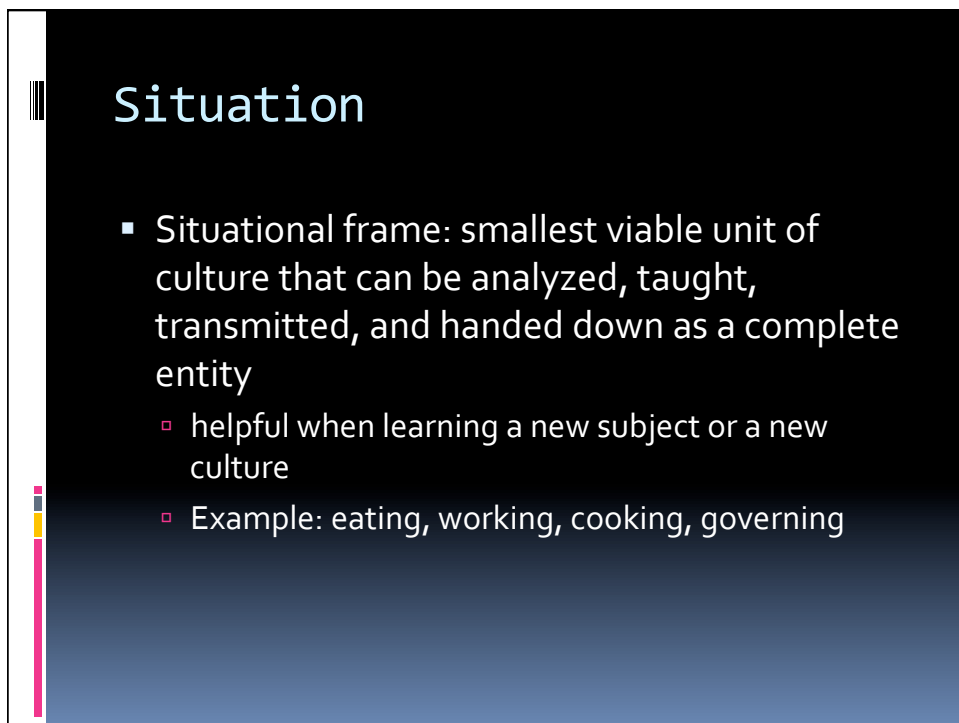 Situation
▪ Situational frame: smallest viable unit of
culture that can be analyzed, taught,
transmitted, and handed down as a complete
entity
▫ helpful when learning a new subject or a new
culture
▫ Example: eating, working, cooking, governing